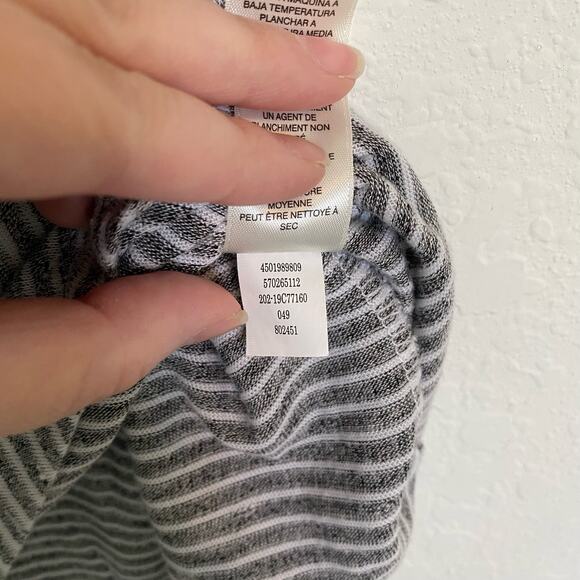 BAJA TEMPERATURA
PLANCHAR A
MEDIA
UN AGENT DE
BLANCHIMENT NON
MOYENNE
PEUT ÊTRE NETTOYÉ À
SEC
4501989809
570265112
202-19C77160
049
802451